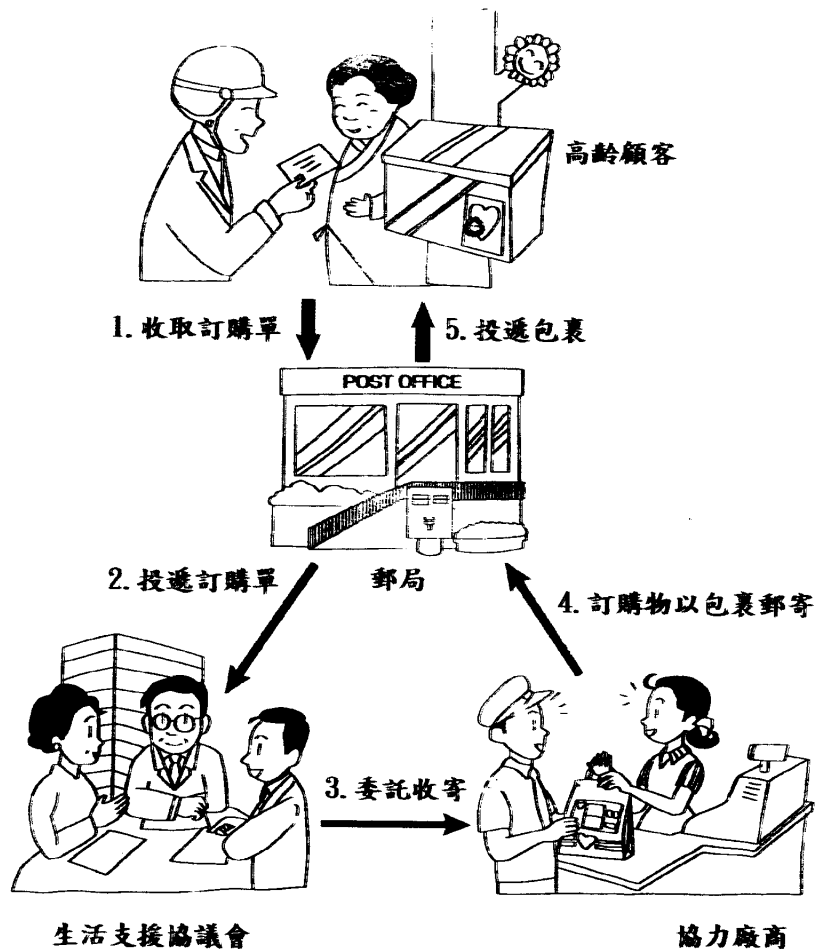 高齡顧客
1. 收取訂購單
5. 投遞包裹
POST OFFICE
2. 投遞訂購單
郵局
4. 訂購物以包裹郵寄
3. 委託收寄
生活支援協議會
協力廠商